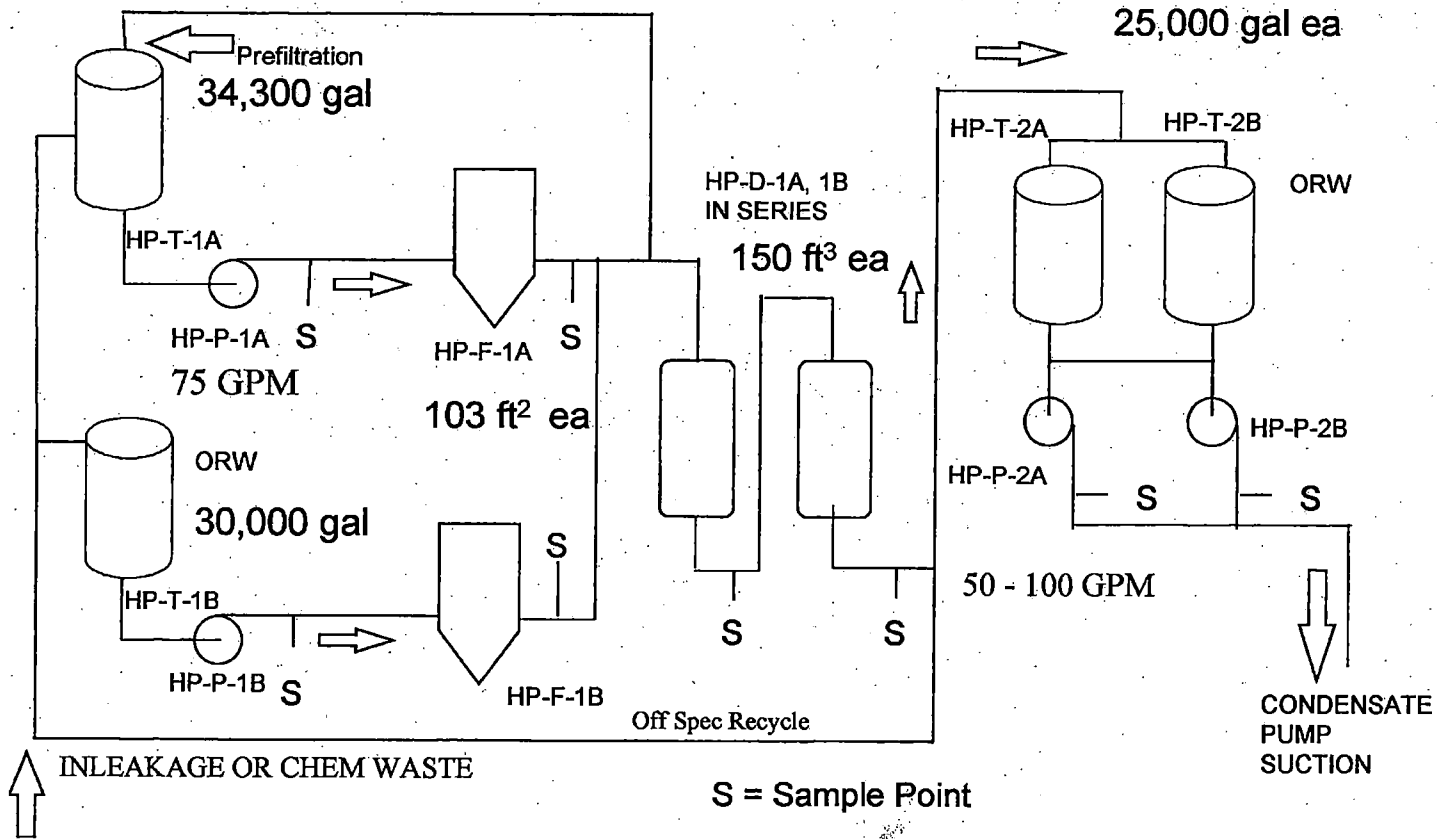 25,000 gal ea
Prefiltration
34,300 gal
HP-T-2A
HP-T-2B
HP-D-1A, 1B
IN SERIES
ORW
150 ft³ ea
HP-T-1A
HP-P-1A
S
HP-F-1A
S
75 GPM
103 ft² ea
HP-P-2B
HP-P-2A
ORW
S
S
30,000 gal
S
HP-T-1B
50 - 100 GPM
S
S
HP-P-1B
S
HP-F-1B
Off Spec Recycle
CONDENSATE
PUMP
SUCTION
INLEAKAGE OR CHEM WASTE
S = Sample Point